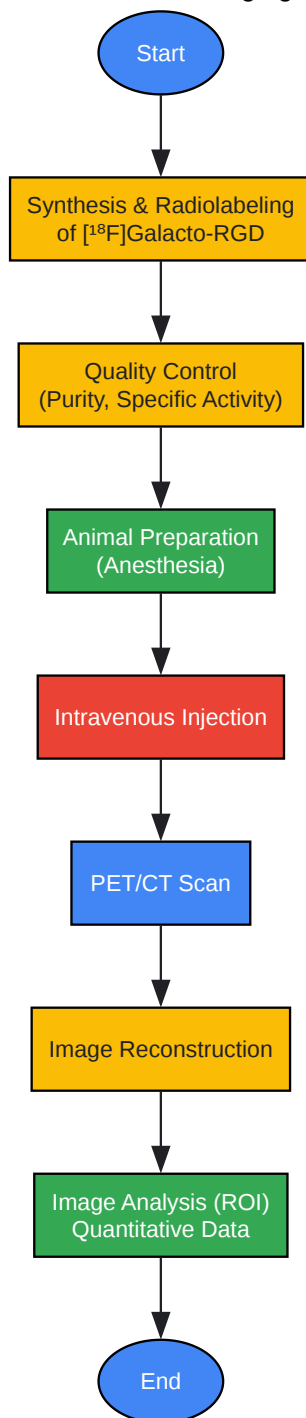 Start
Synthesis & Radiolabeling
of [¹⁸F]Galacto-RGD
Quality Control
(Purity, Specific Activity)
Animal Preparation
(Anesthesia)
Intravenous Injection
PET/CT Scan
Image Reconstruction
Image Analysis (ROI)
Quantitative Data
End